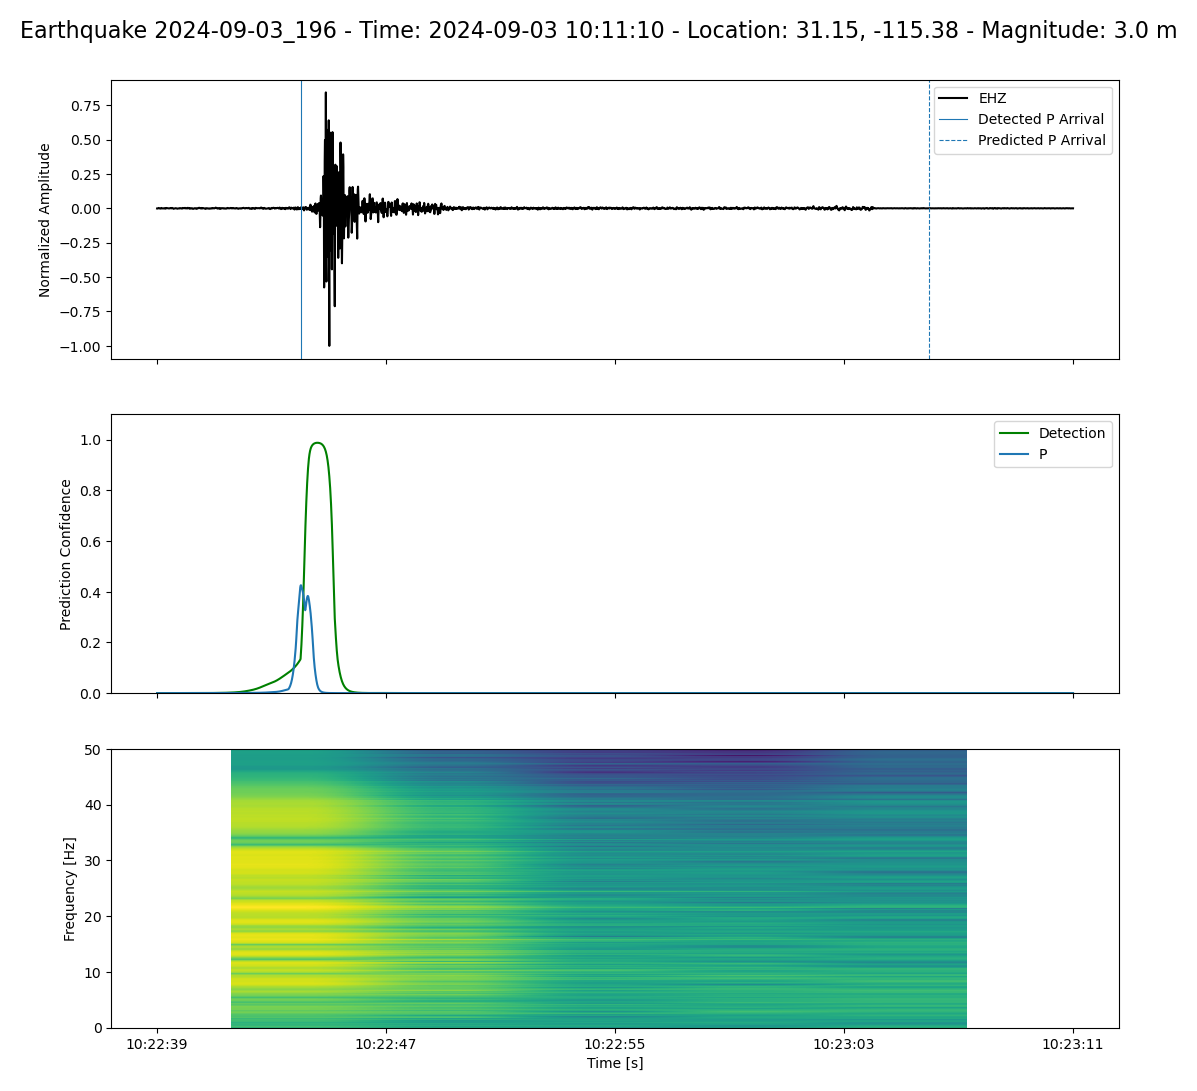 Earthquake 2024-09-03_196 - Time: 2024-09-03 10:11:10 - Location: 31.15, -115.38 - Magnitude: 3.0 m
EHZ
Detected P Arrival
Predicted P Arrival
Normalized Amplitude
0.75
0.50
0.25
0.00
−0.25
−0.50
−0.75
−1.00
Detection
P
Prediction Confidence
1.0
0.8
0.6
0.4
0.2
0.0
Frequency [Hz]
50
40
30
20
10
0
10:22:39
10:22:47
10:22:55
10:23:03
10:23:11
Time [s]